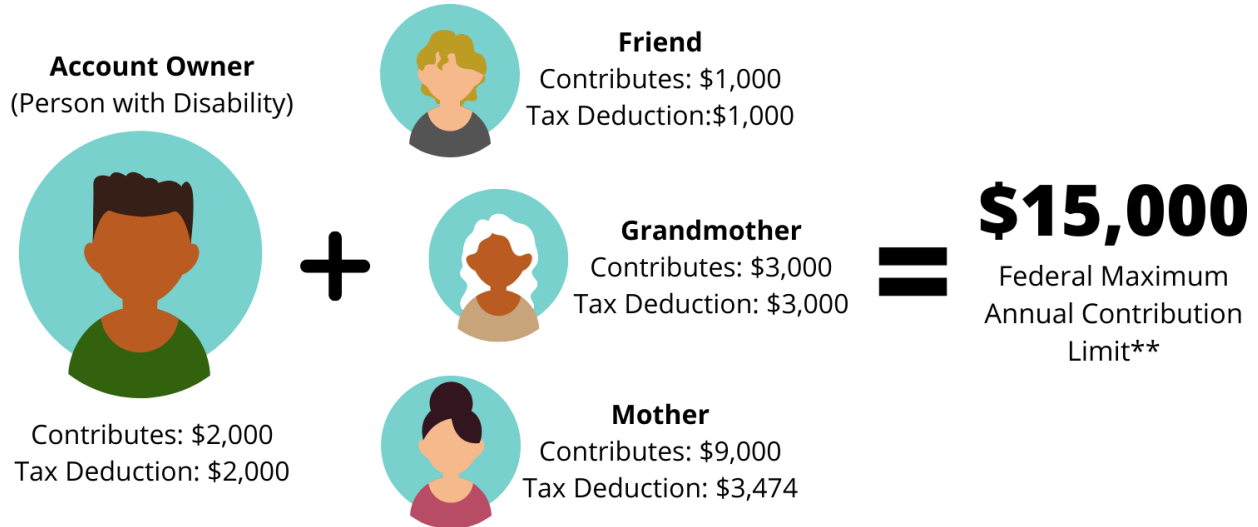 Account Owner
(Person with Disability)
Contributes: $2,000
Tax Deduction: $2,000
+
Friend
Contributes: $1,000
Tax Deduction:$1,000
Grandmother
Contributes: $3,000
Tax Deduction: $3,000
Mother
Contributes: $9,000
Tax Deduction: $3,474
=
$15,000
Federal Maximum
Annual Contribution
Limit**